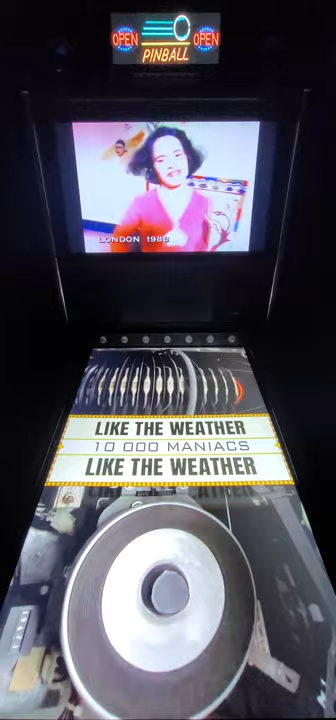 OPEN
OPEN
PINBALL
LONDON 1988
LIKE THE WEATHER
10 000 MANIACS
LIKE THE WEATHER